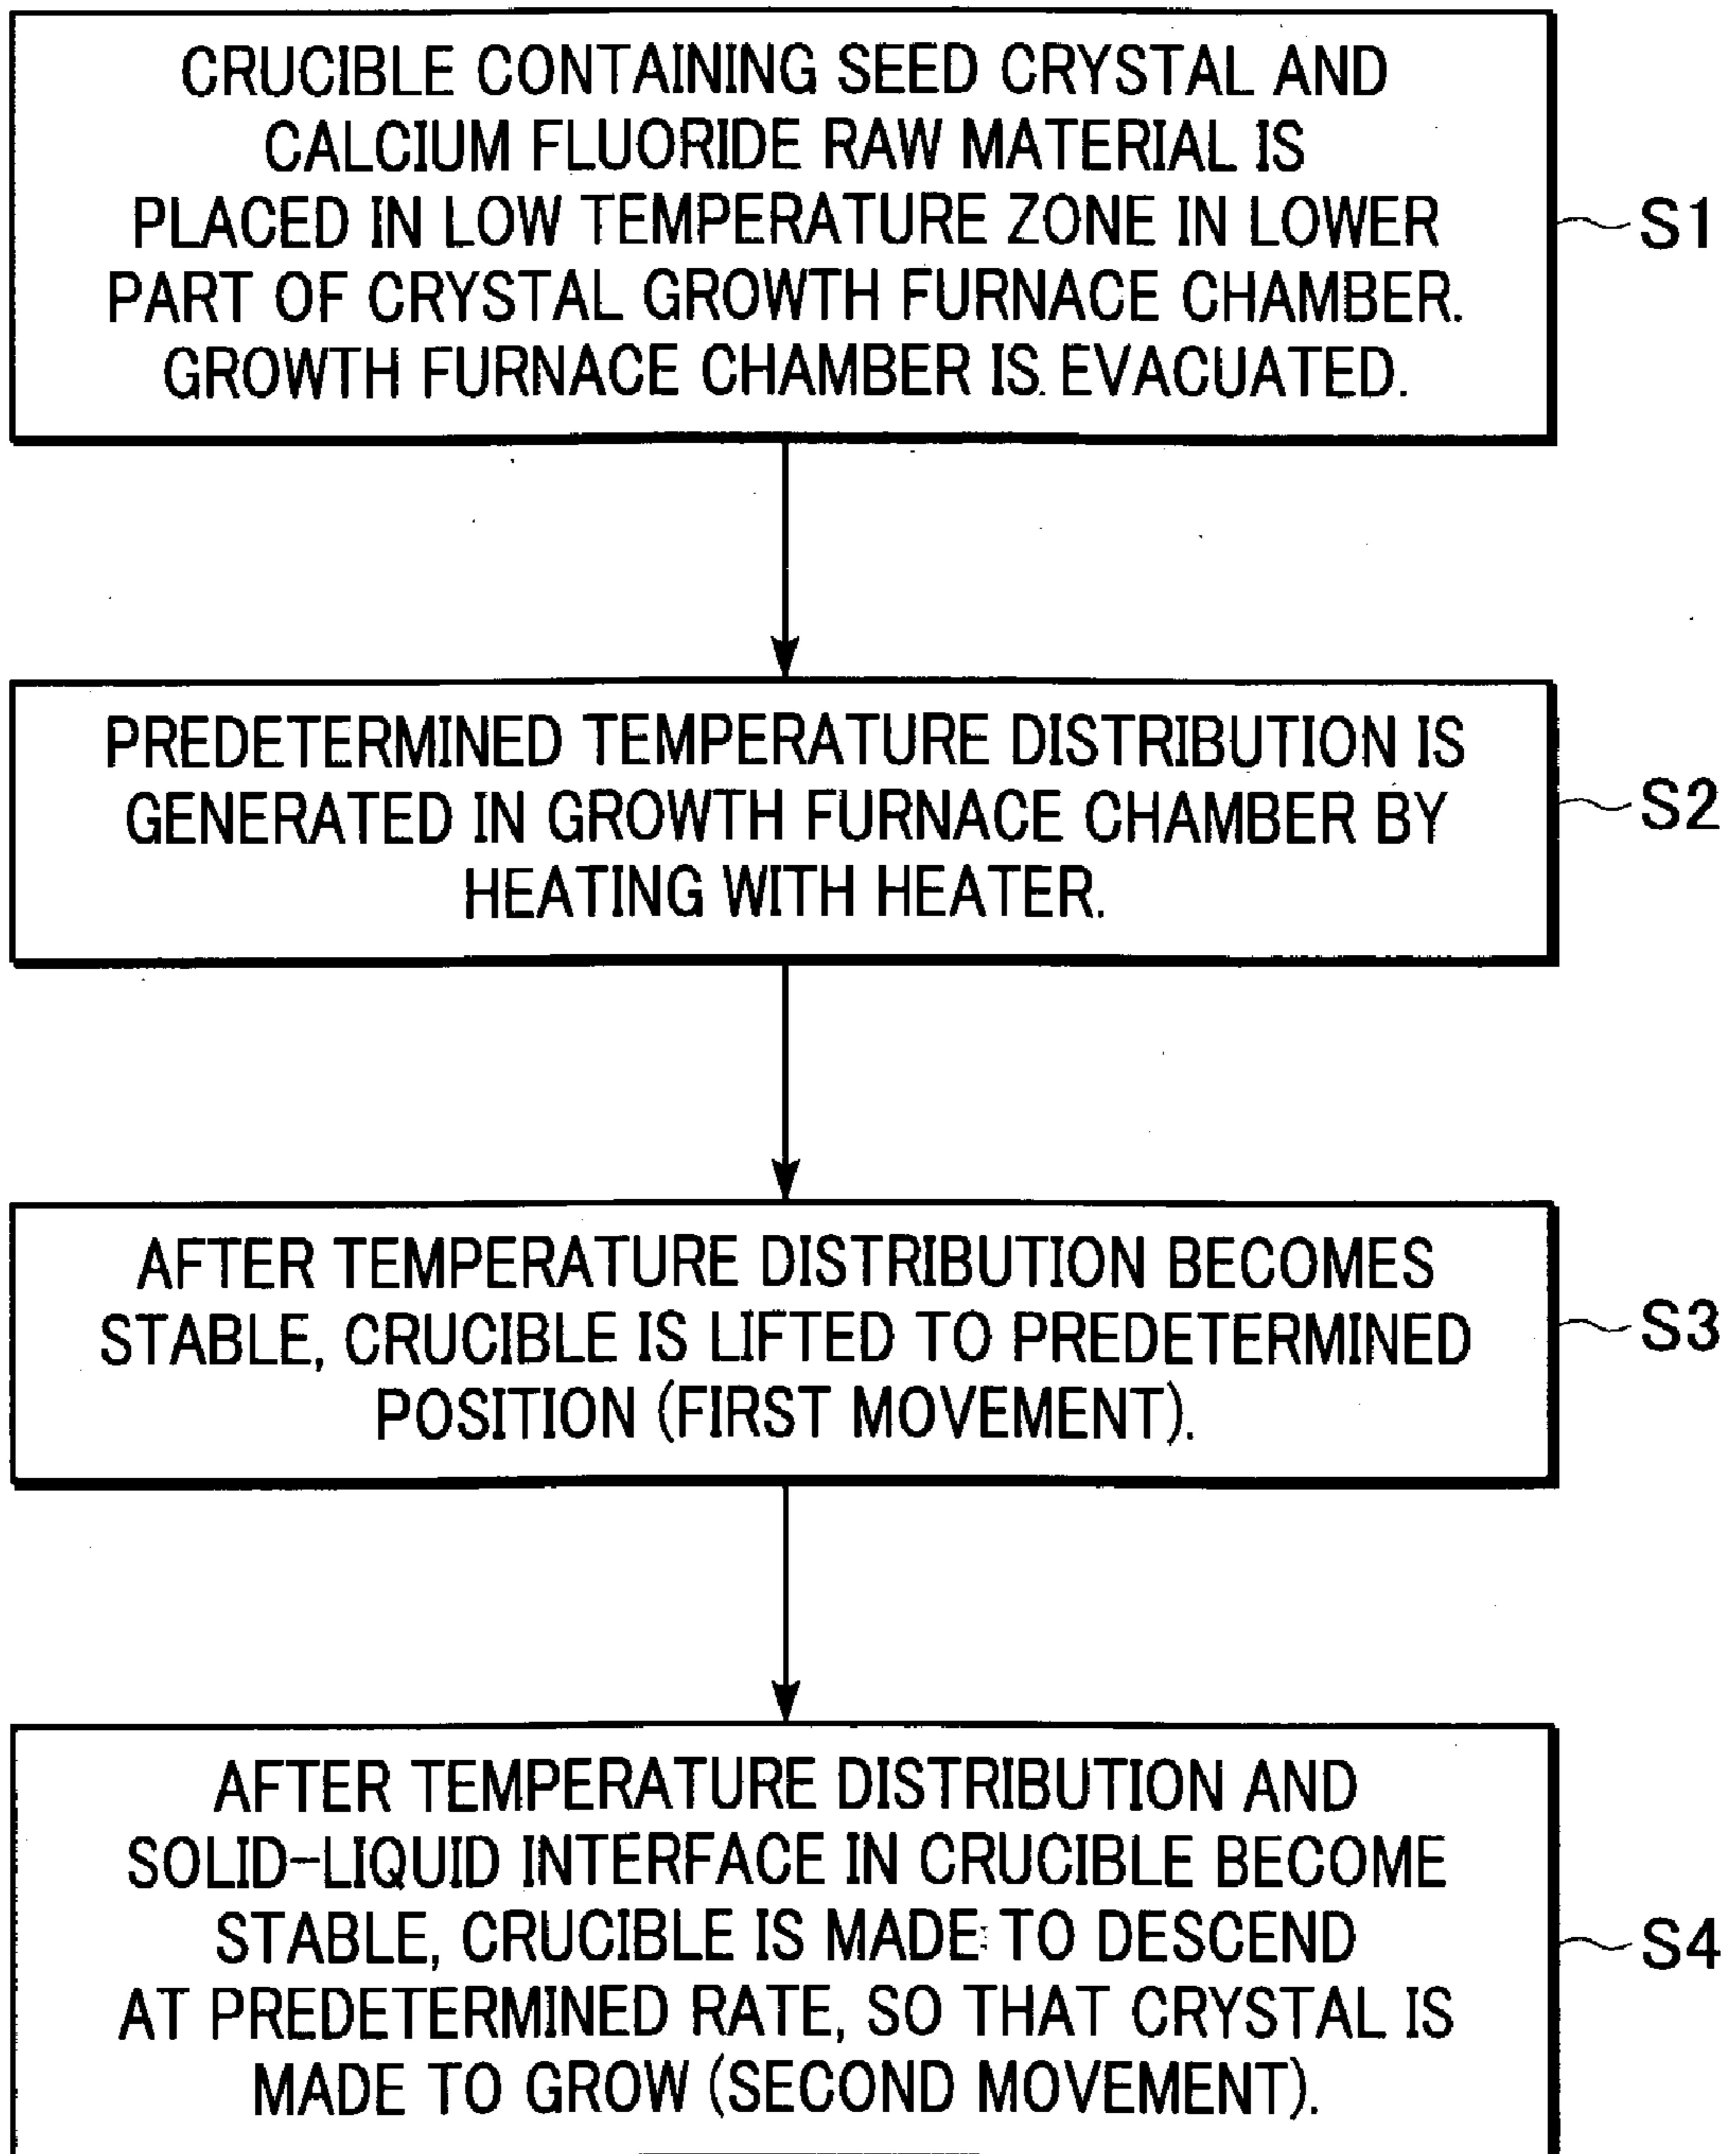 CRUCIBLE CONTAINING SEED CRYSTAL AND
CALCIUM FLUORIDE RAW MATERIAL IS
PLACED IN LOW TEMPERATURE ZONE IN LOWER
PART OF CRYSTAL GROWTH FURNACE CHAMBER.
GROWTH FURNACE CHAMBER IS EVACUATED.
S1
PREDETERMINED TEMPERATURE DISTRIBUTION IS
GENERATED IN GROWTH FURNACE CHAMBER BY
HEATING WITH HEATER.
S2
AFTER TEMPERATURE DISTRIBUTION BECOMES
STABLE, CRUCIBLE IS LIFTED TO PREDETERMINED
POSITION (FIRST MOVEMENT).
S3
AFTER TEMPERATURE DISTRIBUTION AND
SOLID-LIQUID INTERFACE IN CRUCIBLE BECOME
STABLE, CRUCIBLE IS MADE TO DESCEND
AT PREDETERMINED RATE, SO THAT CRYSTAL IS
MADE TO GROW (SECOND MOVEMENT).
S4